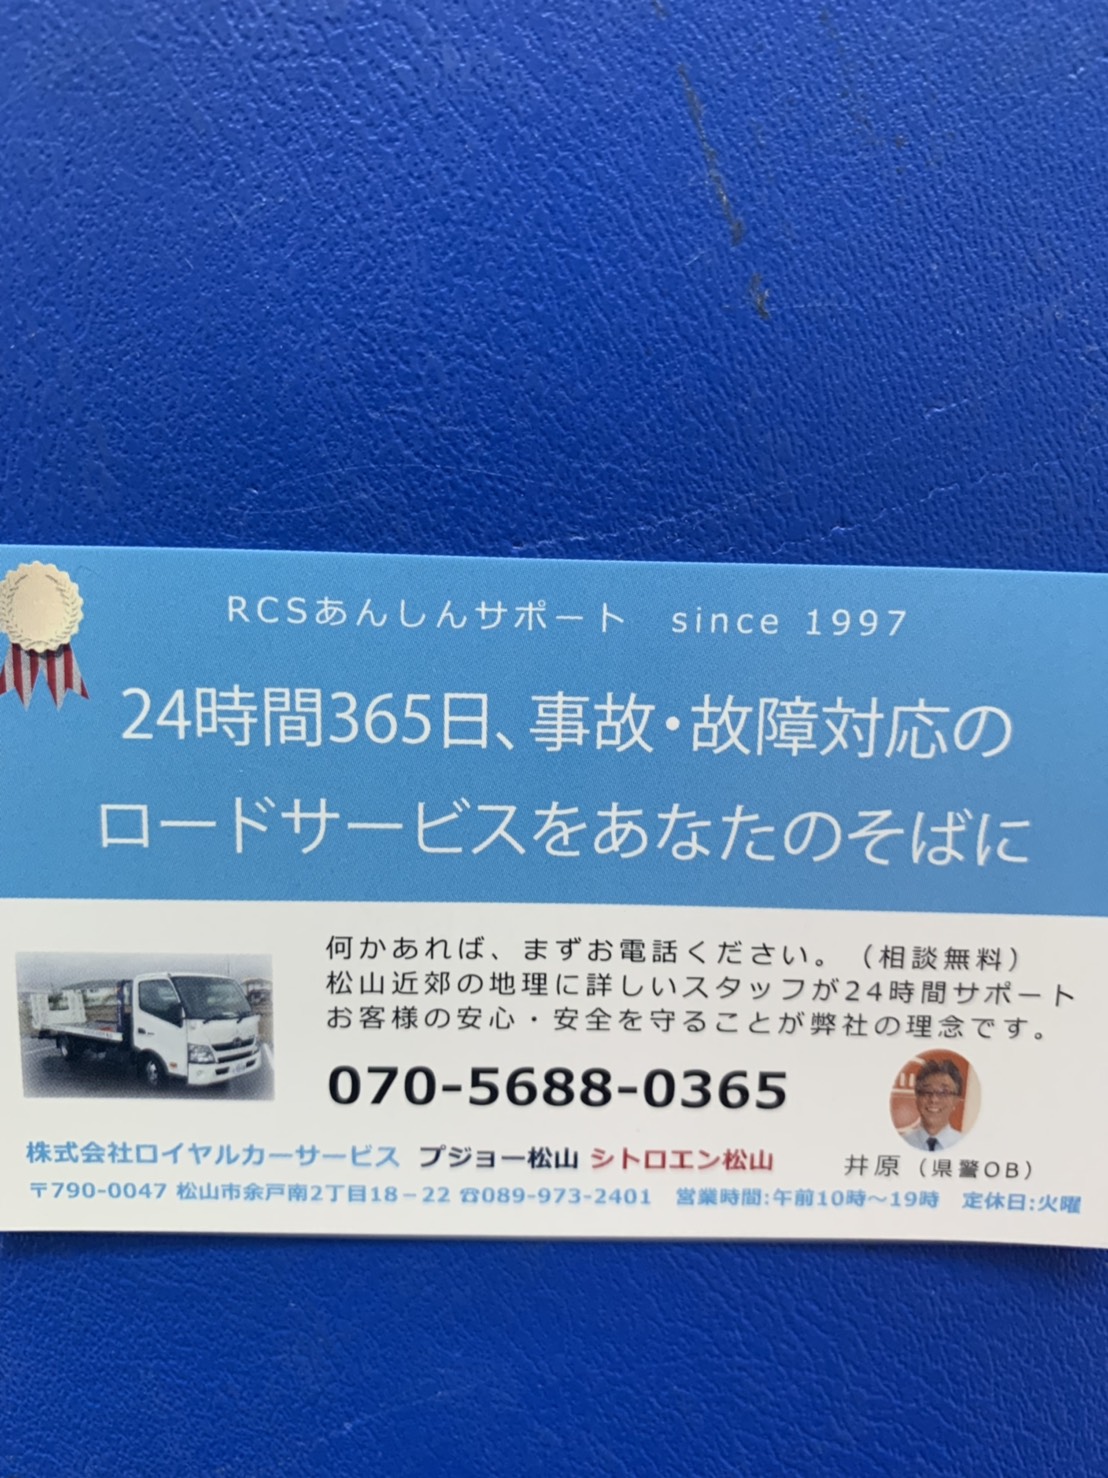 RCSあんしんサポート since 1997
24時間365日、事故・故障対応の
ロードサービスをあなたのそばに
何かあれば、まずお電話ください。（相談無料）
松山近郊の地理に詳しいスタッフが24時間サポート
お客様の安心・安全を守ることが弊社の理念です。
070-5688-0365
株式会社ロイヤルカーサービス プジョー松山 シトロエン松山
井原（県警OB）
〒790-0047 松山市余戸南2丁目18－22 ☎089-973-2401 営業時間:午前10時〜19時 定休日:火曜